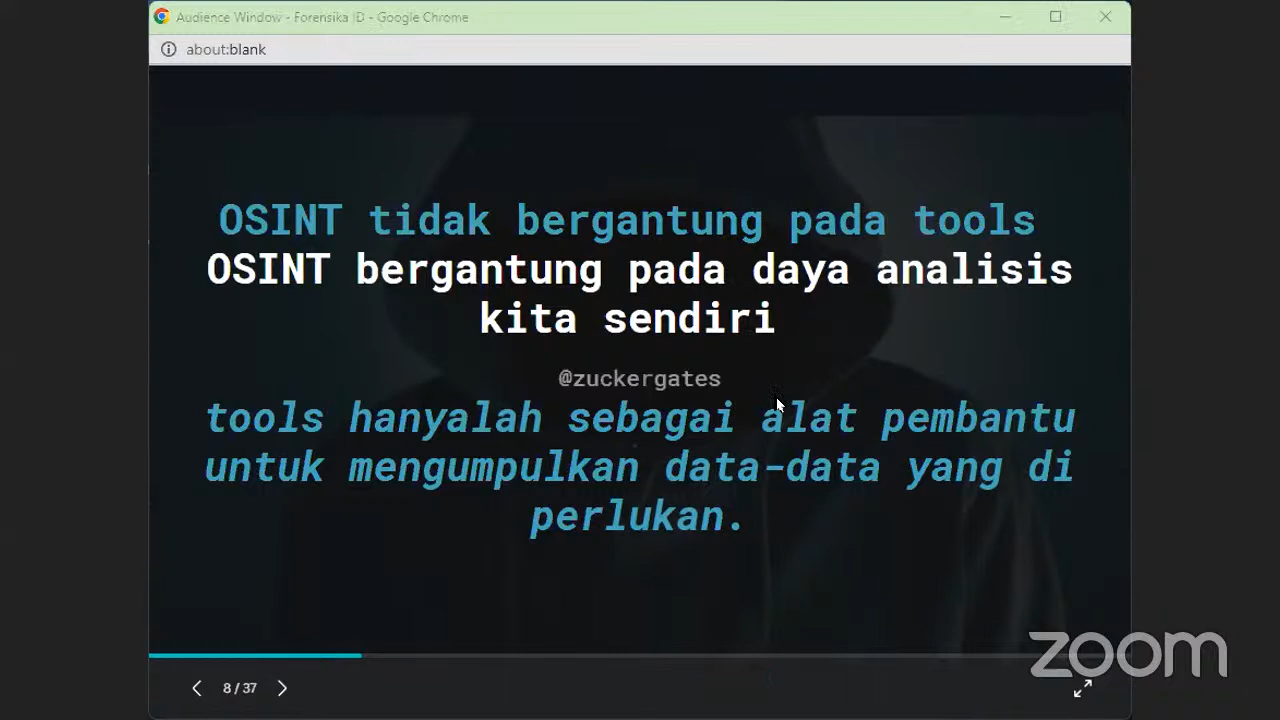 Audience Window - Forensika ID - Google Chrome
about:blank
OSINT tidak bergantung pada tools
OSINT bergantung pada daya analisis
kita sendiri
@zuckergates
tools hanyalah sebagai alat pembantu
untuk mengumpulkan data-data yang di
perlukan.
8 / 37
zoom